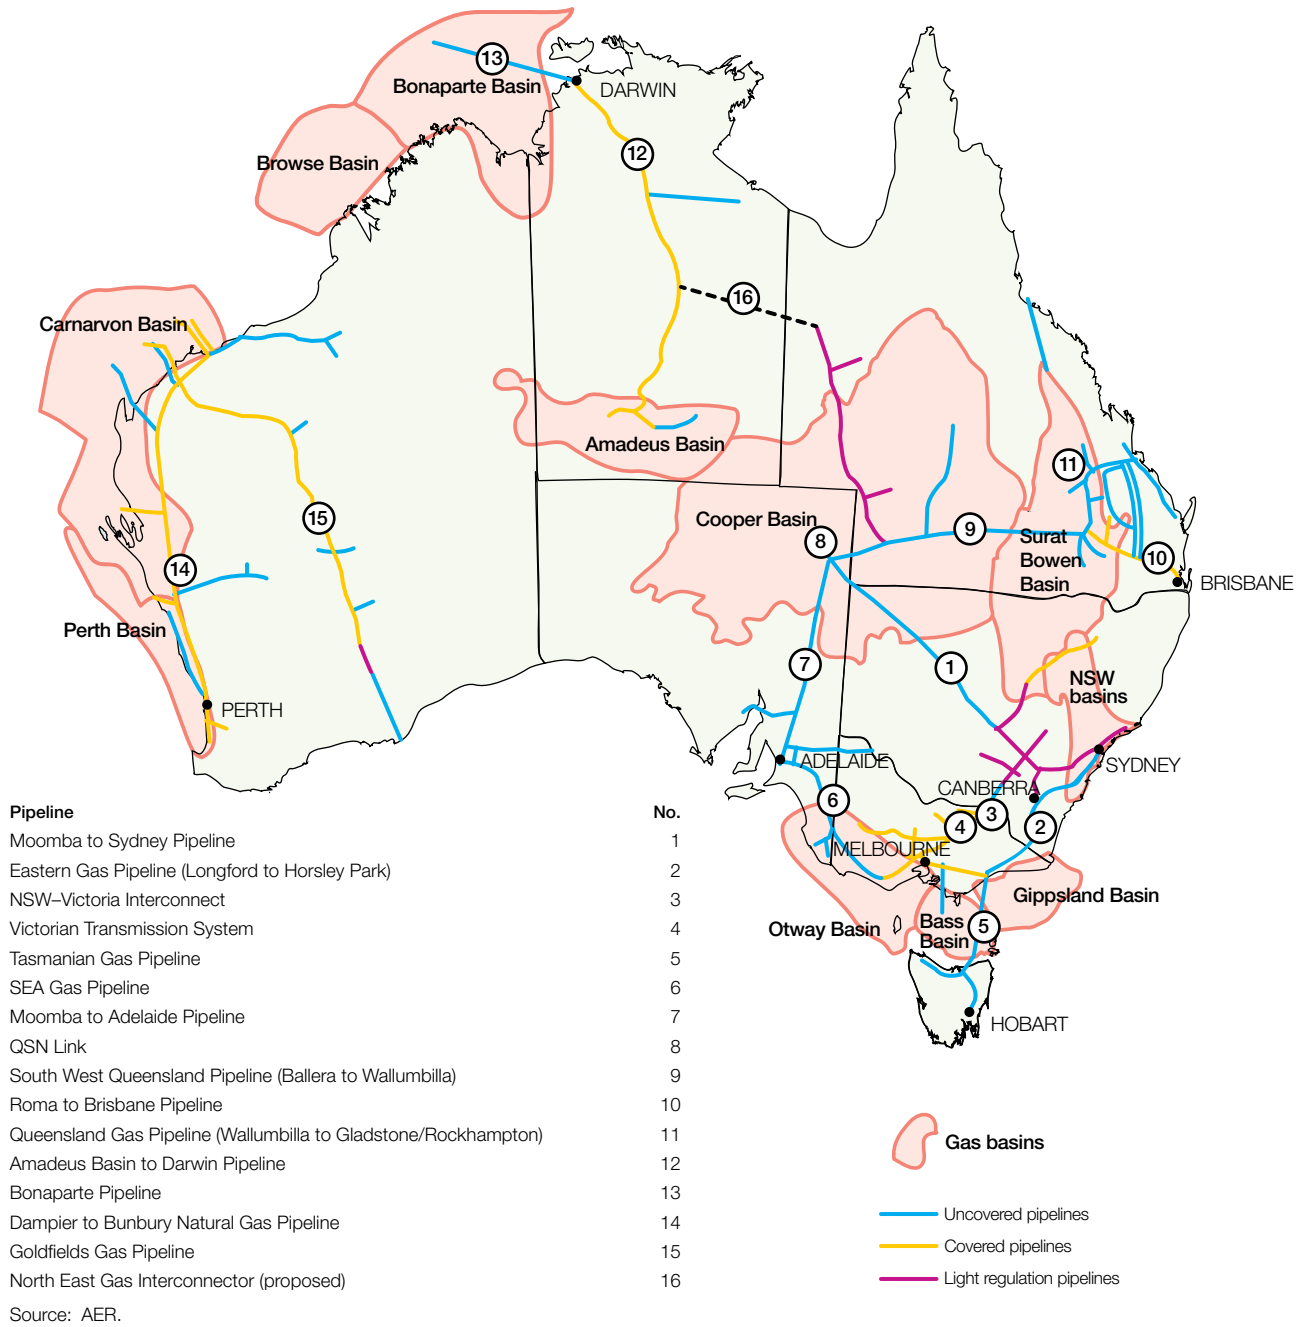 13
Bonaparte Basin
DARWIN
12
Browse Basin
16
Carnarvon Basin
Amadeus Basin
11
15
Cooper Basin
8
9
Surat
Bowen
Basin
10
BRISBANE
14
Perth Basin
7
1
NSW
basins
PERTH
ADELAIDE
SYDNEY
CANBERRA
6
4
3
2
MELBOURNE
Gippsland Basin
Otway Basin
Bass
Basin
5
HOBART
Pipeline No.
Moomba to Sydney Pipeline 1
Eastern Gas Pipeline (Longford to Horsley Park) 2
NSW–Victoria Interconnect 3
Victorian Transmission System 4
Tasmanian Gas Pipeline 5
SEA Gas Pipeline 6
Moomba to Adelaide Pipeline 7
QSN Link 8
South West Queensland Pipeline (Ballera to Wallumbilla) 9
Roma to Brisbane Pipeline 10
Queensland Gas Pipeline (Wallumbilla to Gladstone/Rockhampton) 11
Amadeus Basin to Darwin Pipeline 12
Bonaparte Pipeline 13
Dampier to Bunbury Natural Gas Pipeline 14
Goldfields Gas Pipeline 15
North East Gas Interconnector (proposed) 16
Source: AER.
Gas basins
Uncovered pipelines
Covered pipelines
Light regulation pipelines